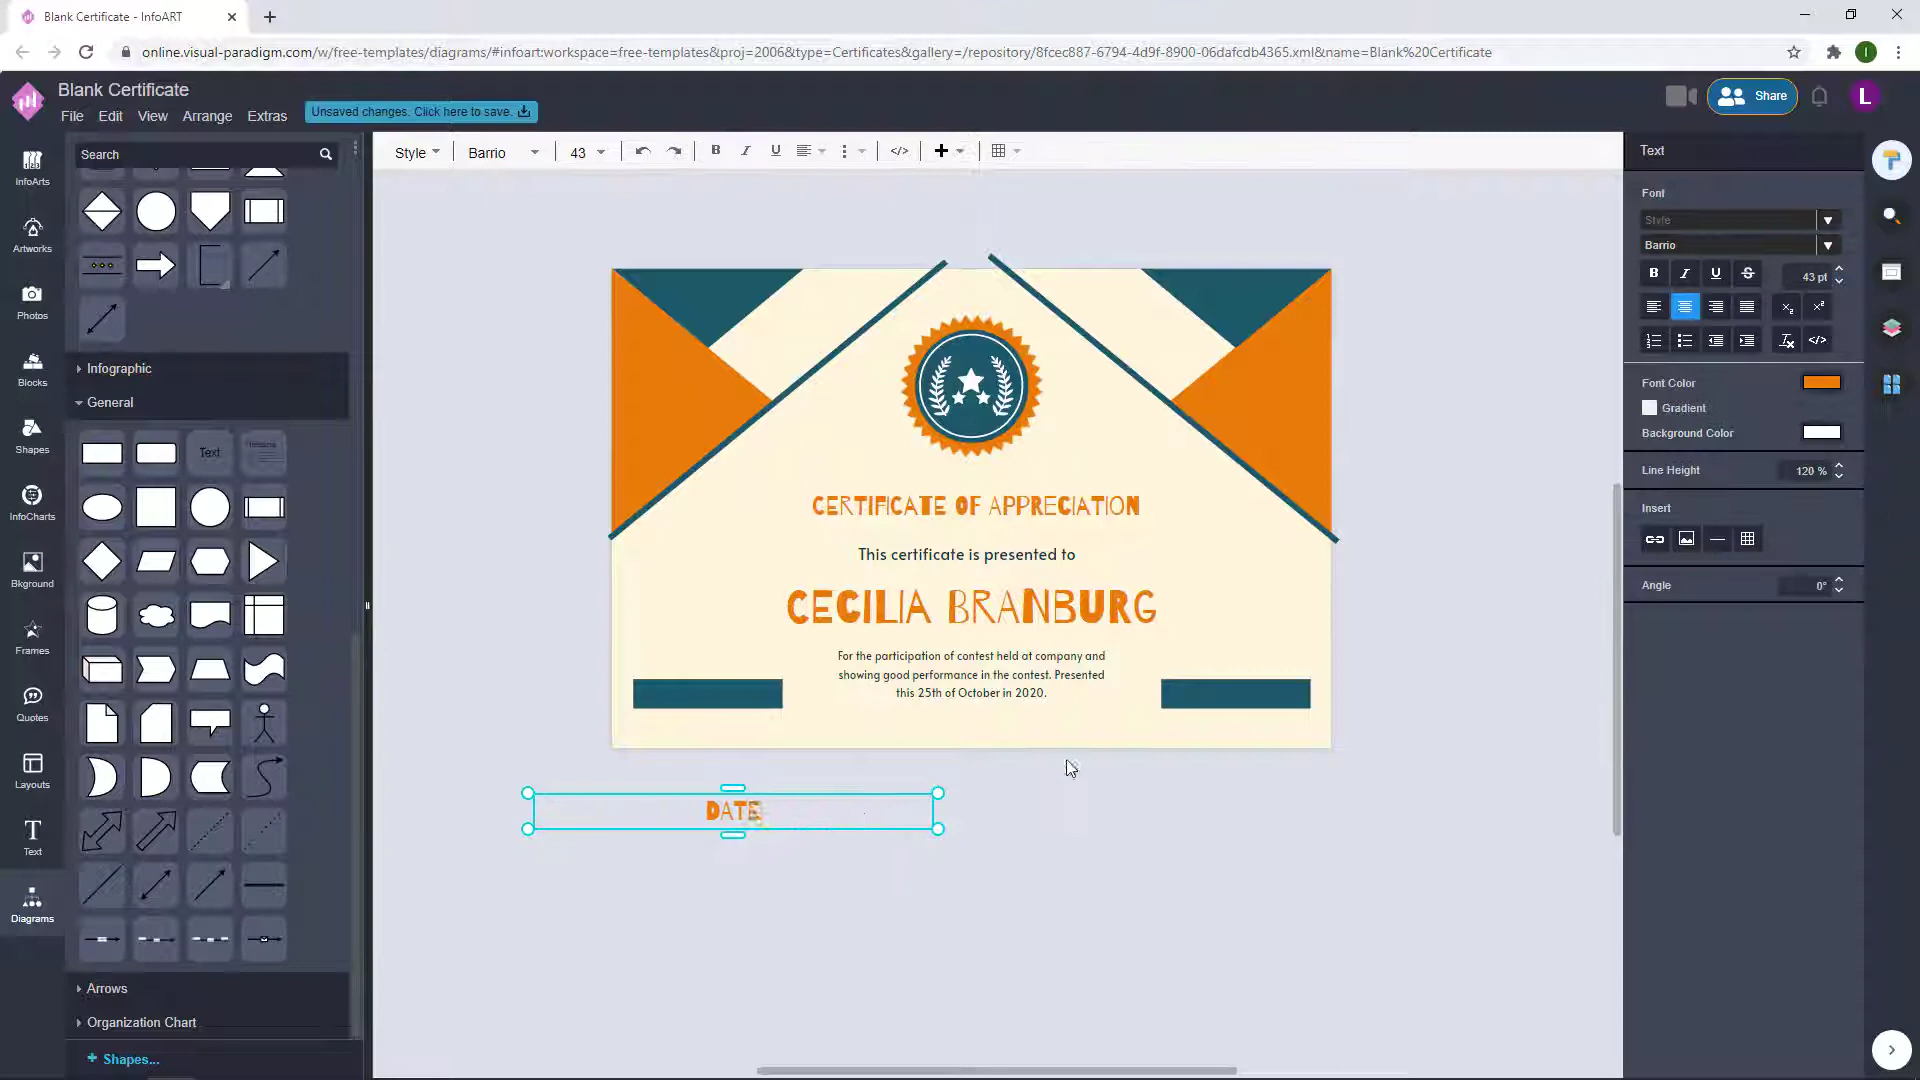 Blank Certificate - InfoART
online.visual-paradigm.com/w/free-templates/diagrams/#infoart:workspace=free-templates&proj=2006&type=Certificates&gallery=/repository/8fcec887-6794-4d9f-8900-06dafcdb4365.xml&name=Blank%20Certificate
I
Blank Certificate
File Edit View Arrange Extras
Unsaved changes. Click here to save.
Share
L
Search
Style
Barrio
43
B I U
InfoArts
Artworks
Photos
Blocks
Shapes
InfoCharts
Bkground
Frames
Quotes
Layouts
Text
Diagrams
Infographic
General
Text
Arrows
Organization Chart
+ Shapes...
CERTIFICATE OF APPRECIATION
This certificate is presented to
CECILIA BRANBURG
For the participation of contest held at company and
showing good performance in the contest. Presented
this 25th of October in 2020.
DATE
Text
Font
Style
Barrio
B I U S
43 pt
Font Color
Gradient
Background Color
Line Height
120 %
Insert
Angle
0°